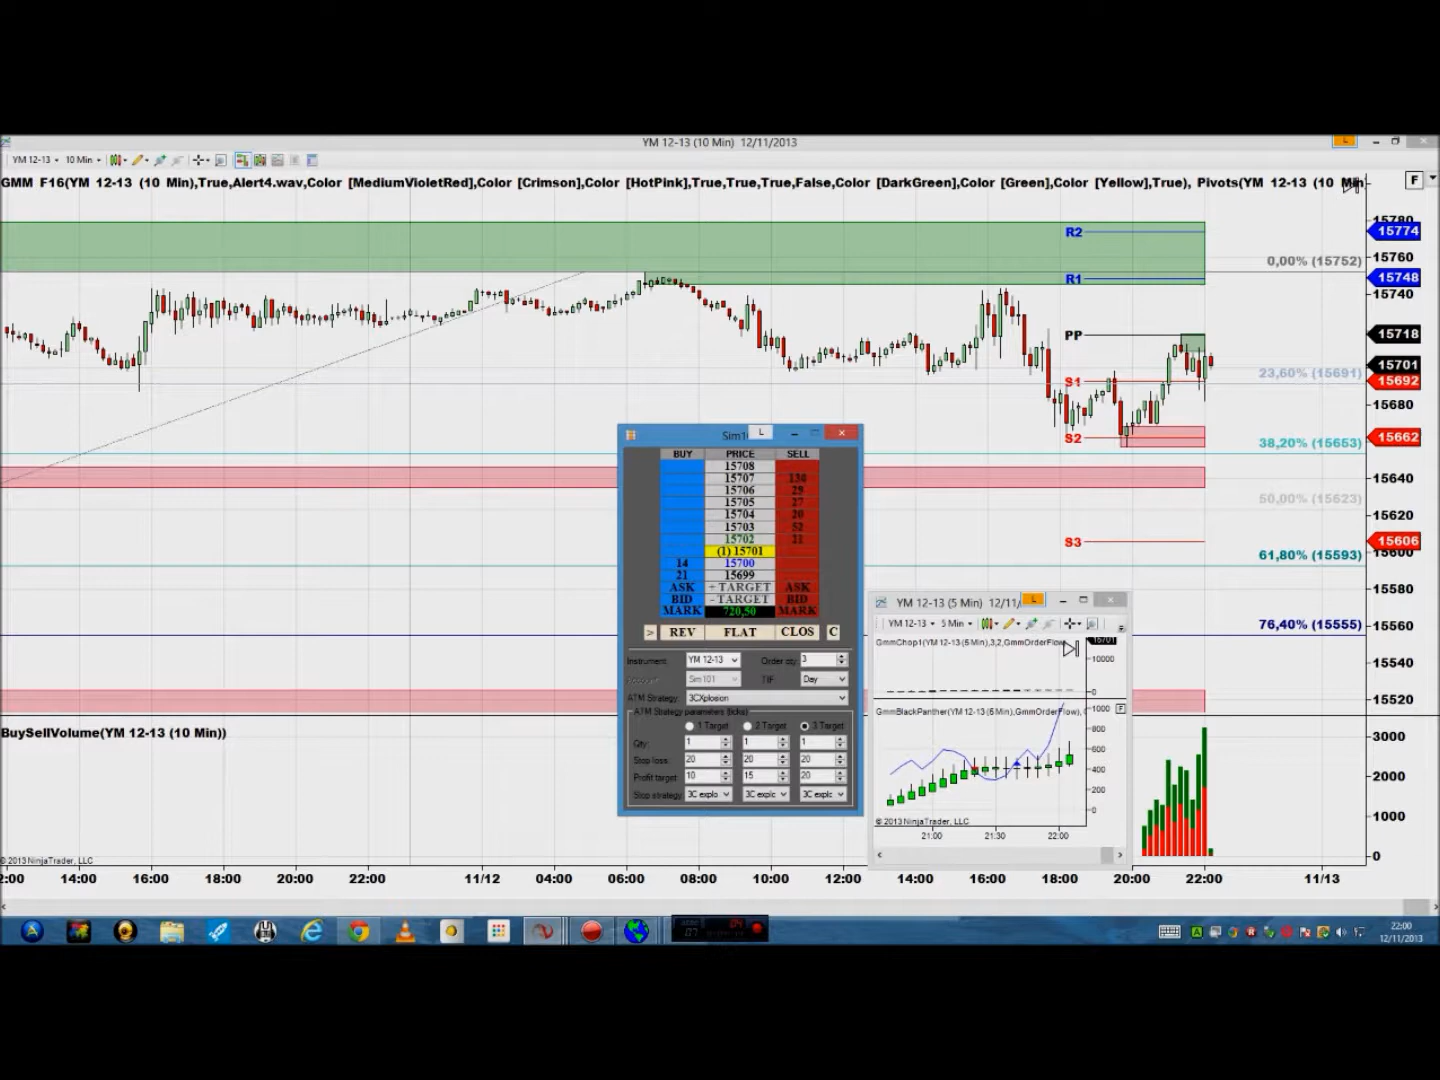 YM 12-13 (10 Min) 12/11/2013
YM 12-13 10 Min
GMM F16(YM 12-13 (10 Min),True,Alert4.wav,Color [MediumVioletRed],Color [Crimson],Color [HotPink],True,True,True,False,Color [DarkGreen],Color [Green],Color [Yellow],True), Pivots(YM 12-13 (10 Min
F
15780
R2
15774
15760
0,00% (15752)
R1
15748
15740
PP
15718
15701
23,60% (15691)
S1
15692
15680
S2
15662
38,20% (15653)
15640
50,00% (15623)
15620
S3
15606
15600
61,80% (15593)
15580
76,40% (15555)
15560
15540
15520
L
BUY PRICE SELL
15708
15707 130
15706 29
15705 27
15704 20
15703 52
15702 21
(1) 15701
14 15700
21 15699
ASK + TARGET ASK
BID - TARGET BID
MARK 720,50 MARK
> REV FLAT CLOS C
Instrument: YM 12-13 Order qty: 3
Account: Sim101 TIF: Day
ATM Strategy: 3CXplosion
ATM Strategy parameters (ticks)
1 Target 2 Target 3 Target
Qty: 1 1 1
Stop loss: 20 20 20
Profit target: 10 15 20
Stop strategy: 3C explo 3C explc 3C explc
YM 12-13 (5 Min) 12/11/
L
YM 12-13 5 Min
GmmChop1(YM 12-13 (5 Min),3,2,GmmOrderFlow
15701
10000
0
GmmBlackPanther(YM 12-13 (5 Min),GmmOrderFlow),
F
1000
800
600
400
200
0
© 2013 NinjaTrader, LLC
21:00 21:30 22:00
BuySellVolume(YM 12-13 (10 Min))
3000
2000
1000
0
© 2013 NinjaTrader, LLC
2:00 14:00 16:00 18:00 20:00 22:00 11/12 04:00 06:00 08:00 10:00 12:00 14:00 16:00 18:00 20:00 22:00 11/13
22:00
12/11/2013